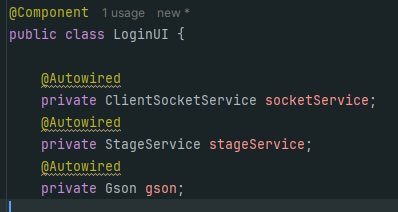 @Component 1 usage new *
public class LoginUI {
@Autowired
private ClientSocketService socketService;
@Autowired
private StageService stageService;
@Autowired
private Gson gson;